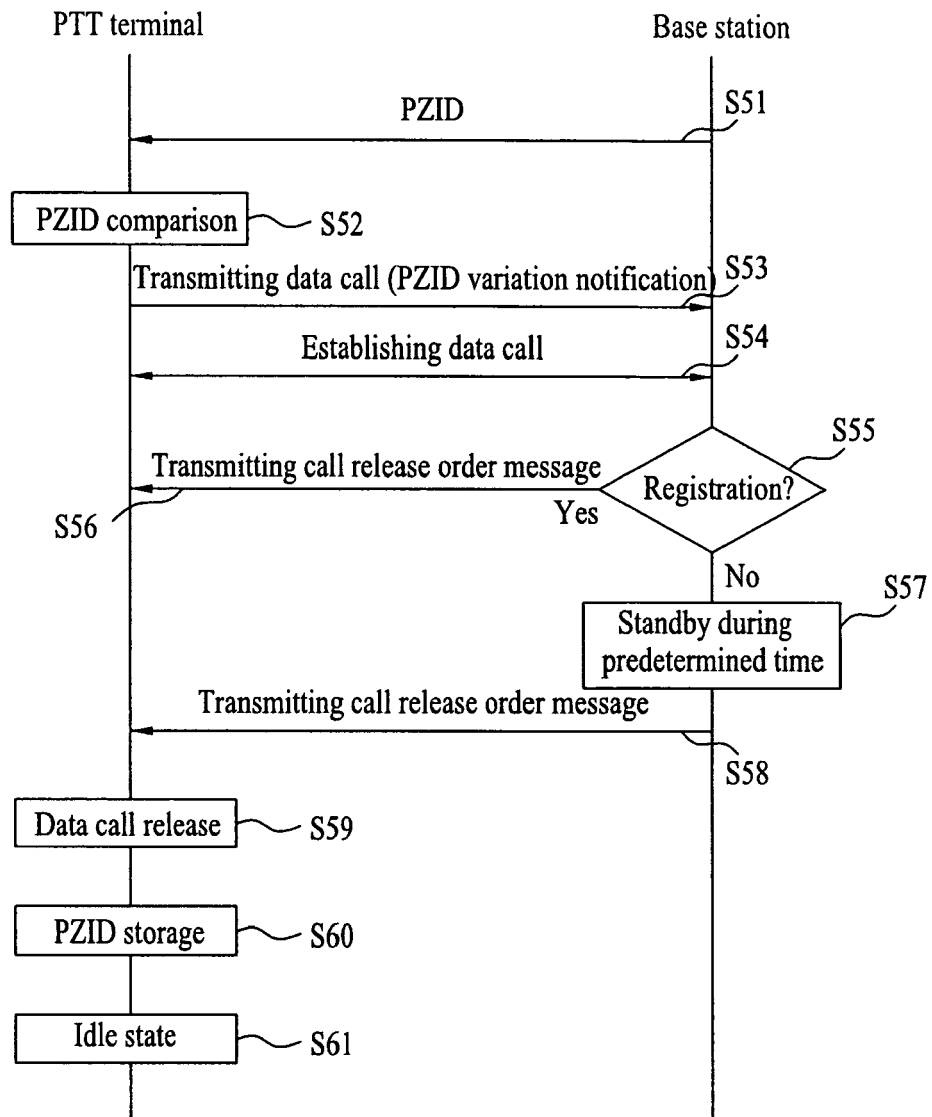 PTT terminal
Base station
PZID
S51
PZID comparison
S52
Transmitting data call (PZID variation notification)
S53
Establishing data call
S54
S55
Transmitting call release order message
Registration?
Yes
S56
No
S57
Standby during
predetermined time
Transmitting call release order message
S58
Data call release
S59
PZID storage
S60
Idle state
S61